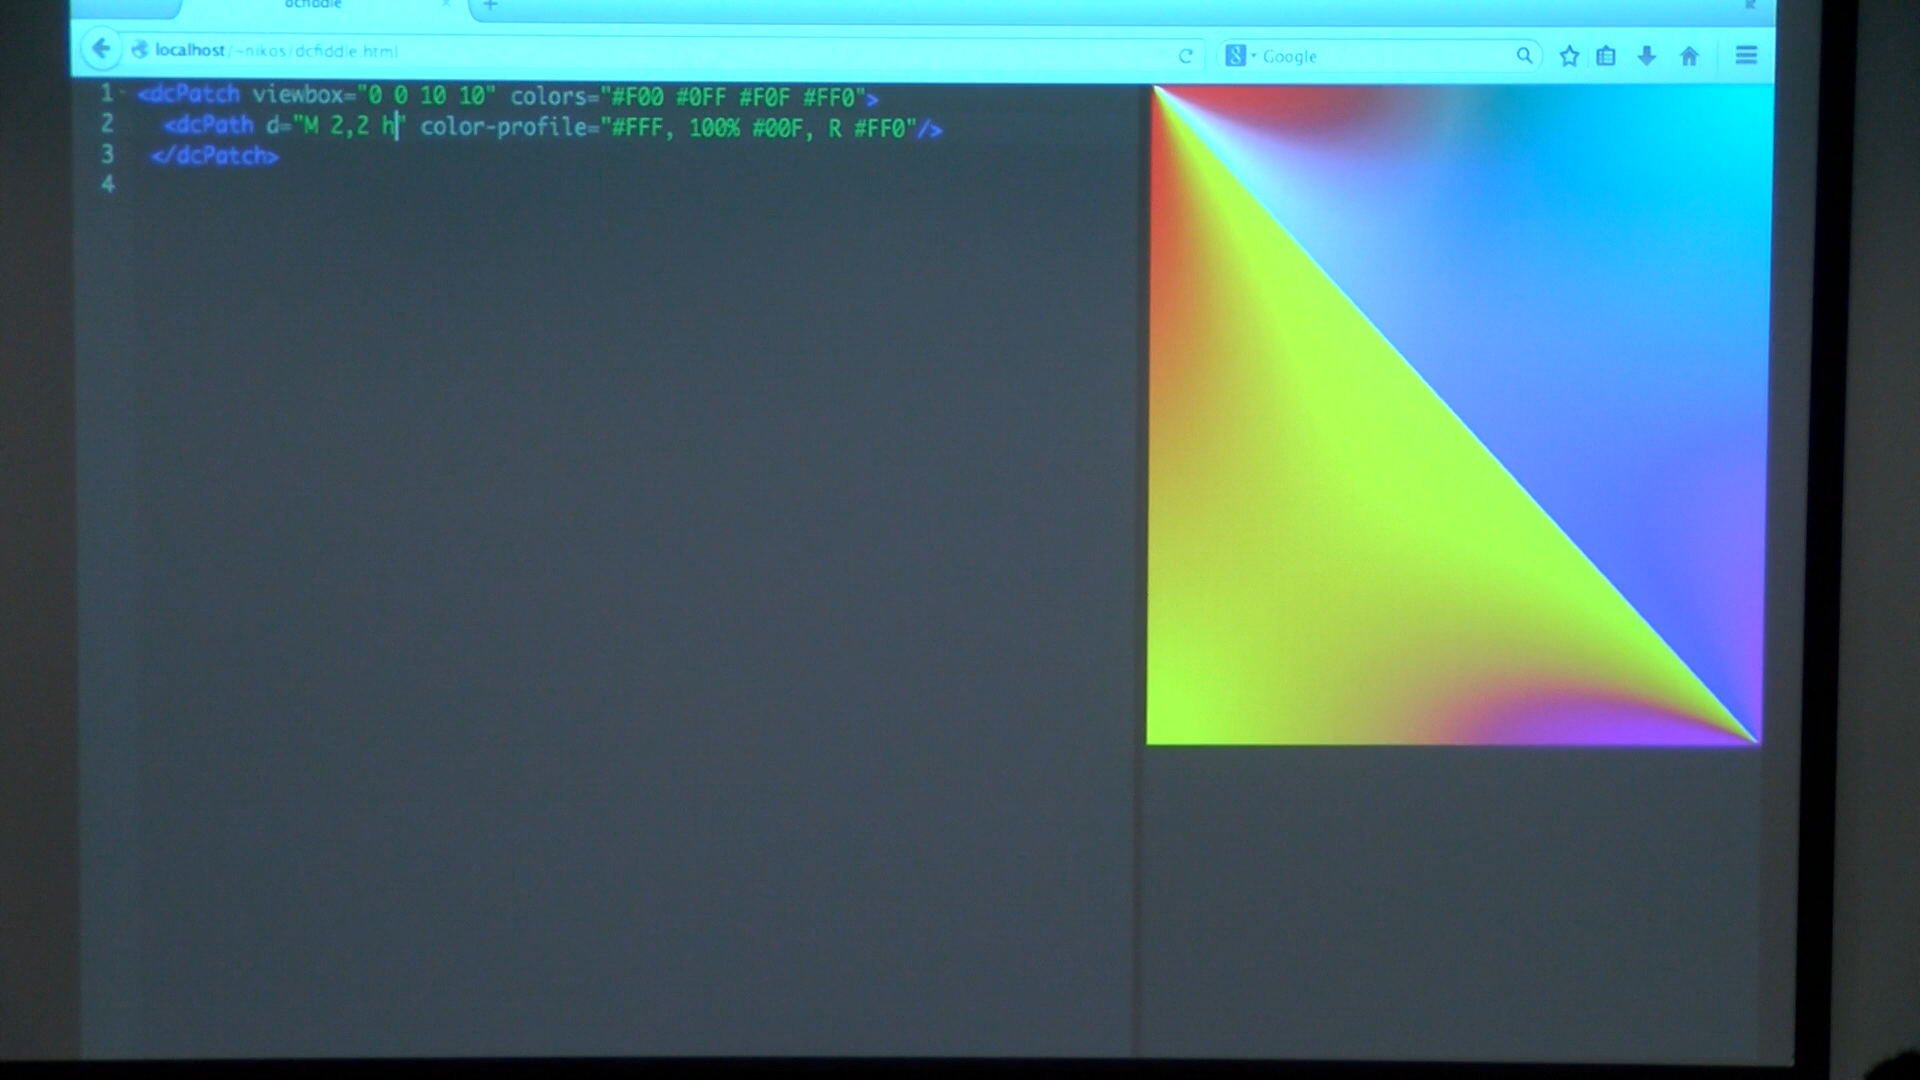 dcfiddle
localhost/~nikos/dcfiddle.html
Google
1 <dcPatch viewbox="0 0 10 10" colors="#F00 #0FF #F0F #FF0">
2 <dcPath d="M 2,2 h" color-profile="#FFF, 100% #00F, R #FF0"/>
3 </dcPatch>
4